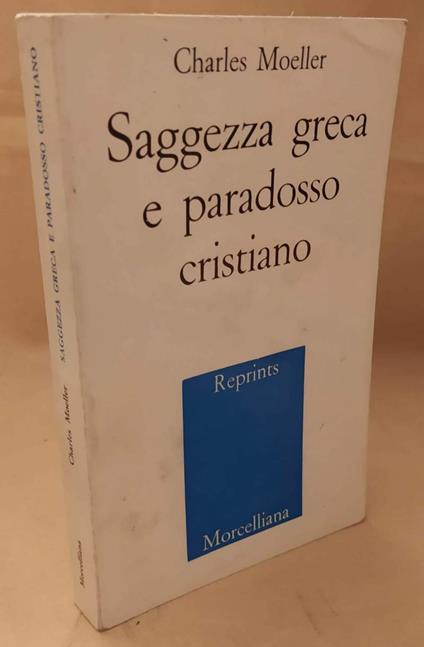 Charles Moeller
Saggezza greca
e paradosso
cristiano
Reprints
Morcelliana
SAGGEZZA GRECA E PARADOSSO CRISTIANO
Charles Moeller
Morcelliana